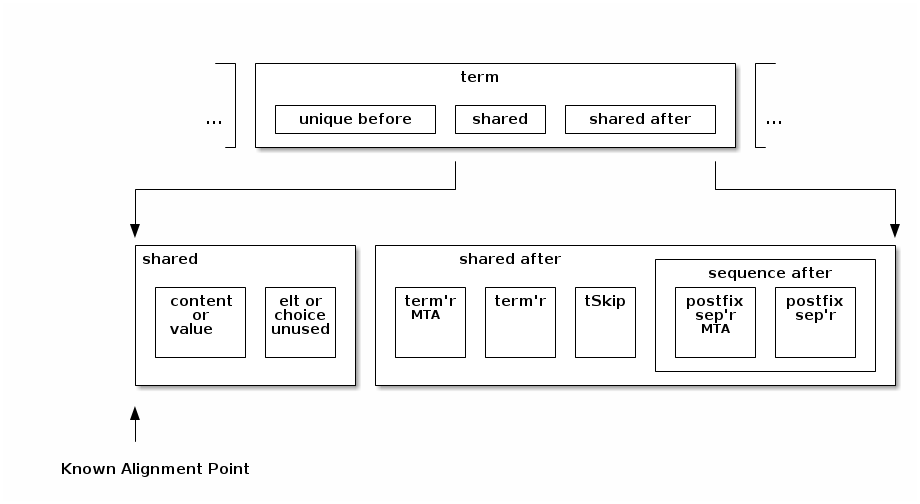 term
... unique before shared shared after ...
shared
content
or
value
elt or
choice
unused
shared after
term'r
MTA
term'r
tSkip
sequence after
postfix
sep'r
MTA
postfix
sep'r
Known Alignment Point